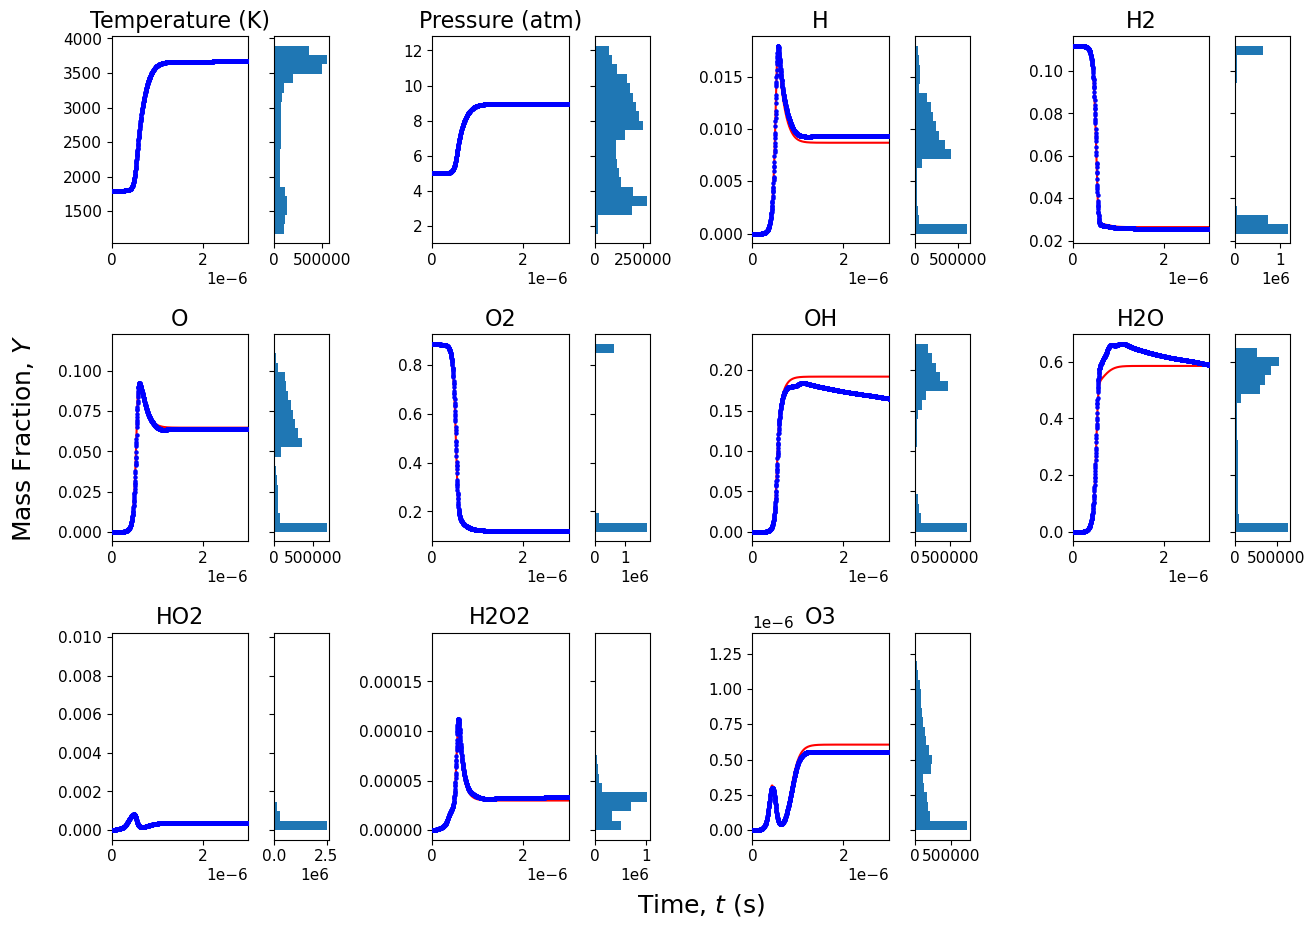 Temperature (K) Pressure (atm) H H2
4000 12 0.015 0.10
3500 10 0.010 0.08
3000 8 0.005 0.06
2500 6 0.000 0.04
2000 4 0.02
1500 2
0 2 0 500000 0 2 0 250000 0 2 0 500000 0 2 0 1
1e−6 1e−6 1e−6 1e−6 1e6
Mass Fraction, Y
O O2 OH H2O
0.100 0.8 0.20 0.6
0.075 0.6 0.15 0.4
0.050 0.4 0.10 0.2
0.025 0.2 0.05 0.0
0.000 0.00
0 2 0 500000 0 2 0 1 0 2 0 500000 0 2 0 500000
1e−6 1e−6 1e6 1e−6 1e−6
HO2 H2O2 1e−6 O3
0.010 0.00015 1.25
0.008 0.00010 1.00
0.006 0.00005 0.75
0.004 0.00000 0.50
0.002 0.25
0.000 0.00
0 2 0.0 2.5 0 2 0 1 0 2 0 500000
1e−6 1e6 1e−6 1e6 1e−6
Time, t (s)